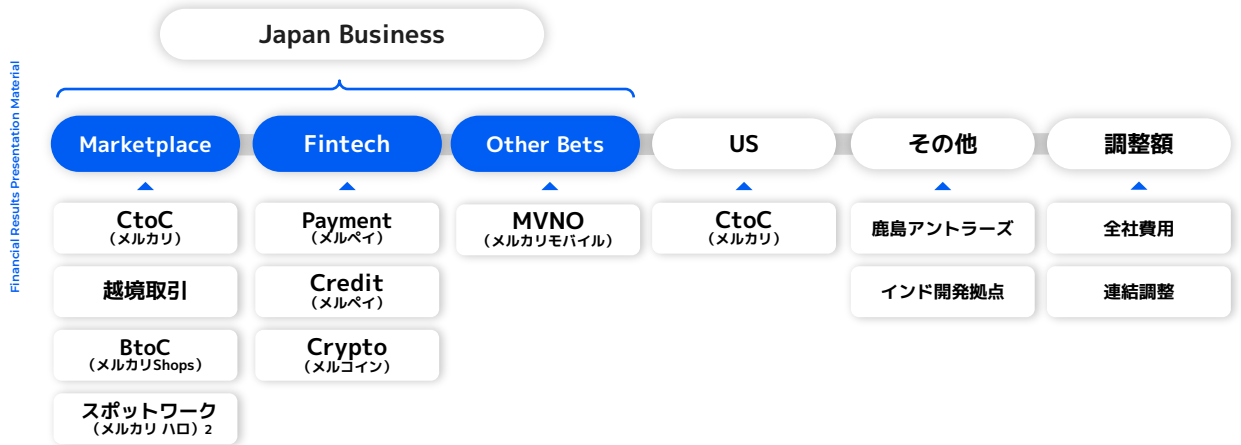 Japan Business
Financial Results Presentation Material
Marketplace
Fintech
Other Bets
US
その他
調整額
CtoC
（メルカリ）
越境取引
BtoC
（メルカリShops）
スポットワーク
（メルカリ ハロ）2
Payment
（メルペイ）
Credit
（メルペイ）
Crypto
（メルコイン）
MVNO
（メルカリモバイル）
CtoC
（メルカリ）
鹿島アントラーズ
インド開発拠点
全社費用
連結調整